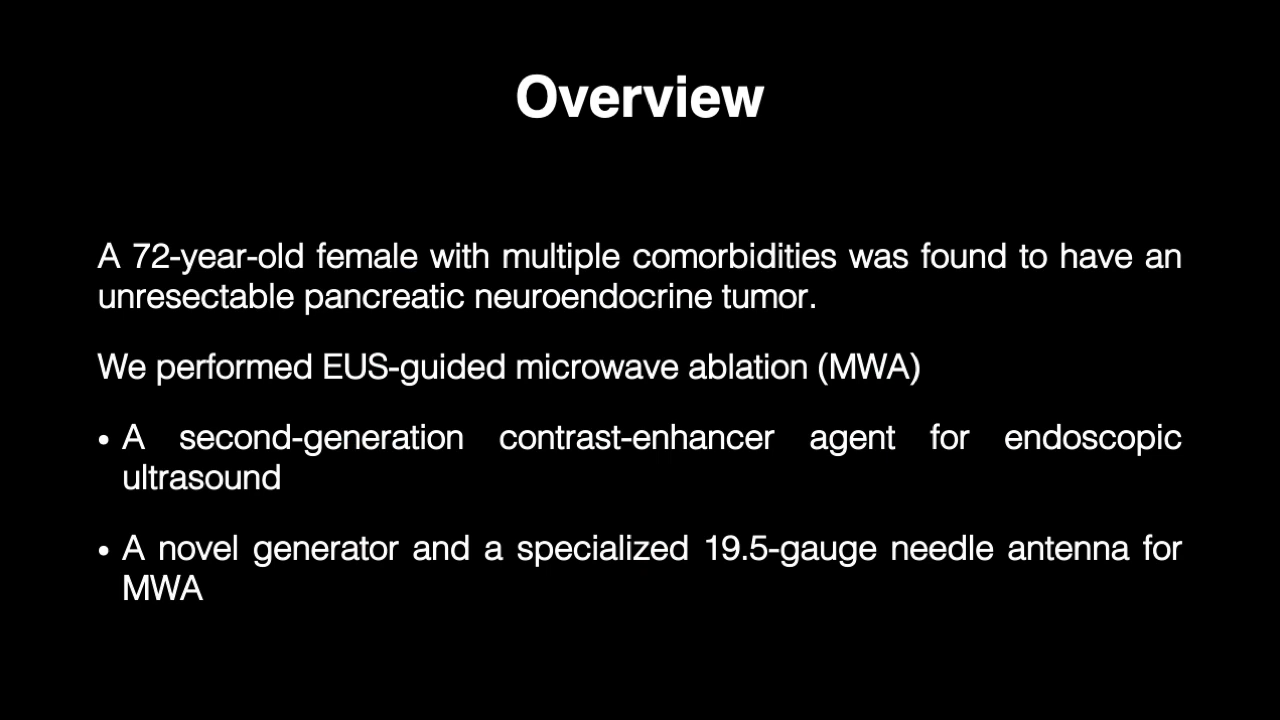 Overview
A 72-year-old female with multiple comorbidities was found to have an
unresectable pancreatic neuroendocrine tumor.
We performed EUS-guided microwave ablation (MWA)
• A second-generation contrast-enhancer agent for endoscopic
ultrasound
• A novel generator and a specialized 19.5-gauge needle antenna for
MWA